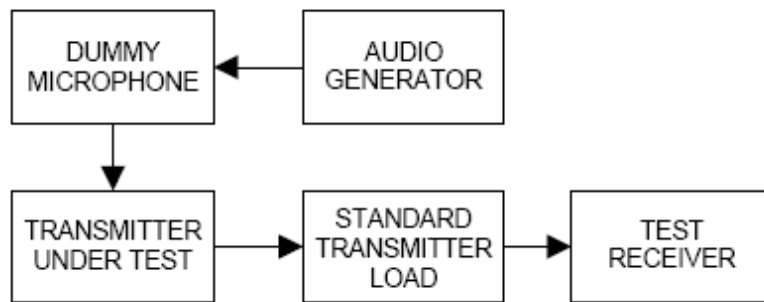 DUMMY
MICROPHONE
AUDIO
GENERATOR
TRANSMITTER
UNDER TEST
STANDARD
TRANSMITTER
LOAD
TEST
RECEIVER